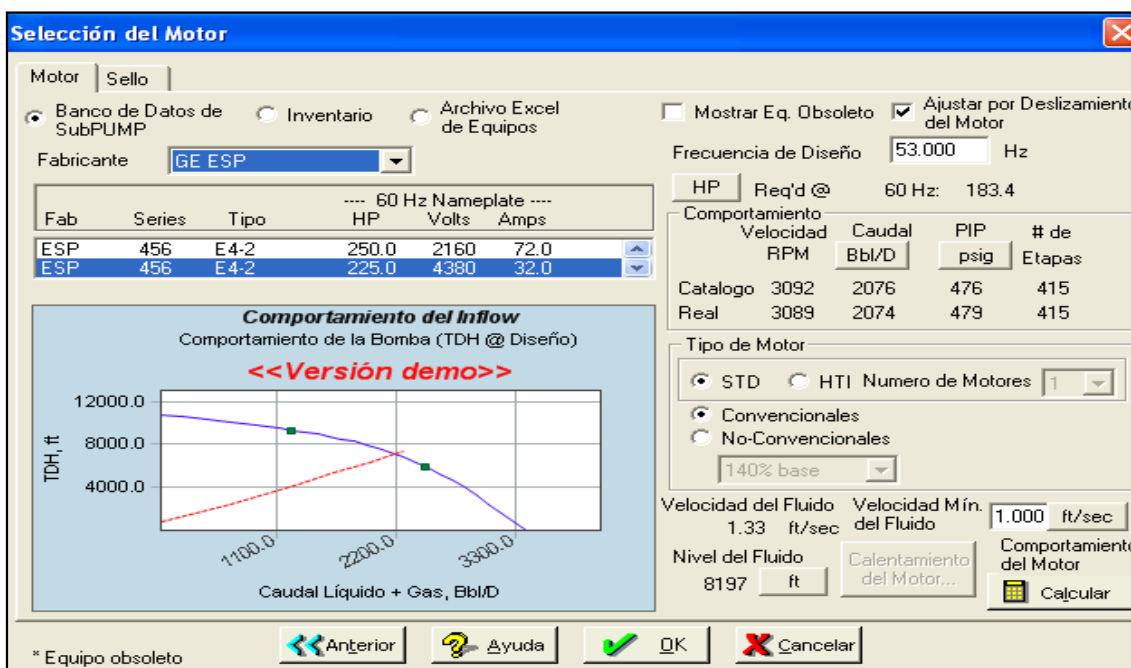 Selección del Motor
Motor Sello
Banco de Datos de SubPUMP Inventario Archivo Excel de Equipos
Fabricante GE ESP
---- 60 Hz Nameplate ----
Fab Series Tipo HP Volts Amps
ESP 456 E4-2 250.0 2160 72.0
ESP 456 E4-2 225.0 4380 32.0
Comportamiento del Inflow
Comportamiento de la Bomba (TDH @ Diseño)
<<Versión demo>>
12000.0
8000.0
4000.0
TDH, ft
1100.0 2200.0 3300.0
Caudal Líquido + Gas, Bbl/D
* Equipo obsoleto
Mostrar Eq. Obsoleto Ajustar por Deslizamiento del Motor
Frecuencia de Diseño 53.000 Hz
HP Req'd @ 60 Hz: 183.4
Comportamiento
Velocidad Caudal PIP # de
RPM Bbl/D psig Etapas
Catalogo 3092 2076 476 415
Real 3089 2074 479 415
Tipo de Motor
STD HTI Numero de Motores 1
Convencionales
No-Convencionales
140% base
Velocidad del Fluido 1.33 ft/sec Velocidad Mín. del Fluido 1.000 ft/sec
Nivel del Fluido 8197 ft Calentamiento del Motor... Comportamiento del Motor
Calcular
Anterior Ayuda OK Cancelar